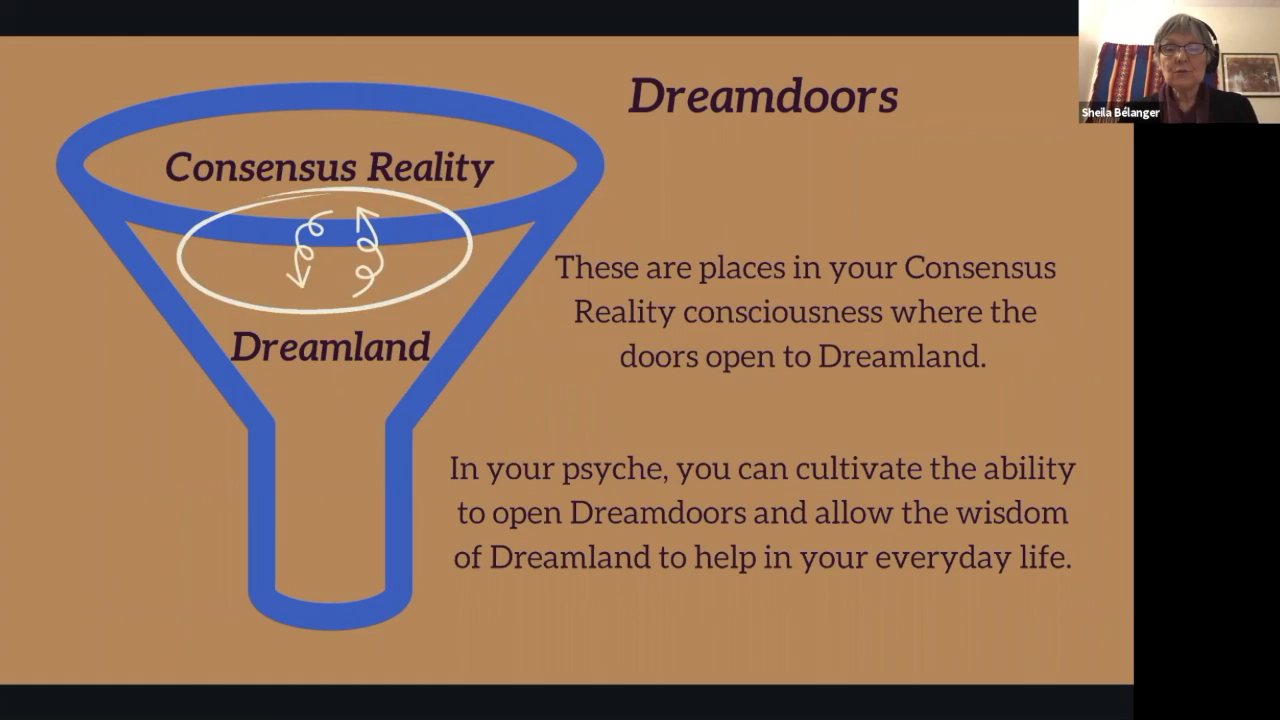 Dreamdoors
Sheila Bélanger
Consensus Reality
Dreamland
These are places in your Consensus
Reality consciousness where the
doors open to Dreamland.
In your psyche, you can cultivate the ability
to open Dreamdoors and allow the wisdom
of Dreamland to help in your everyday life.